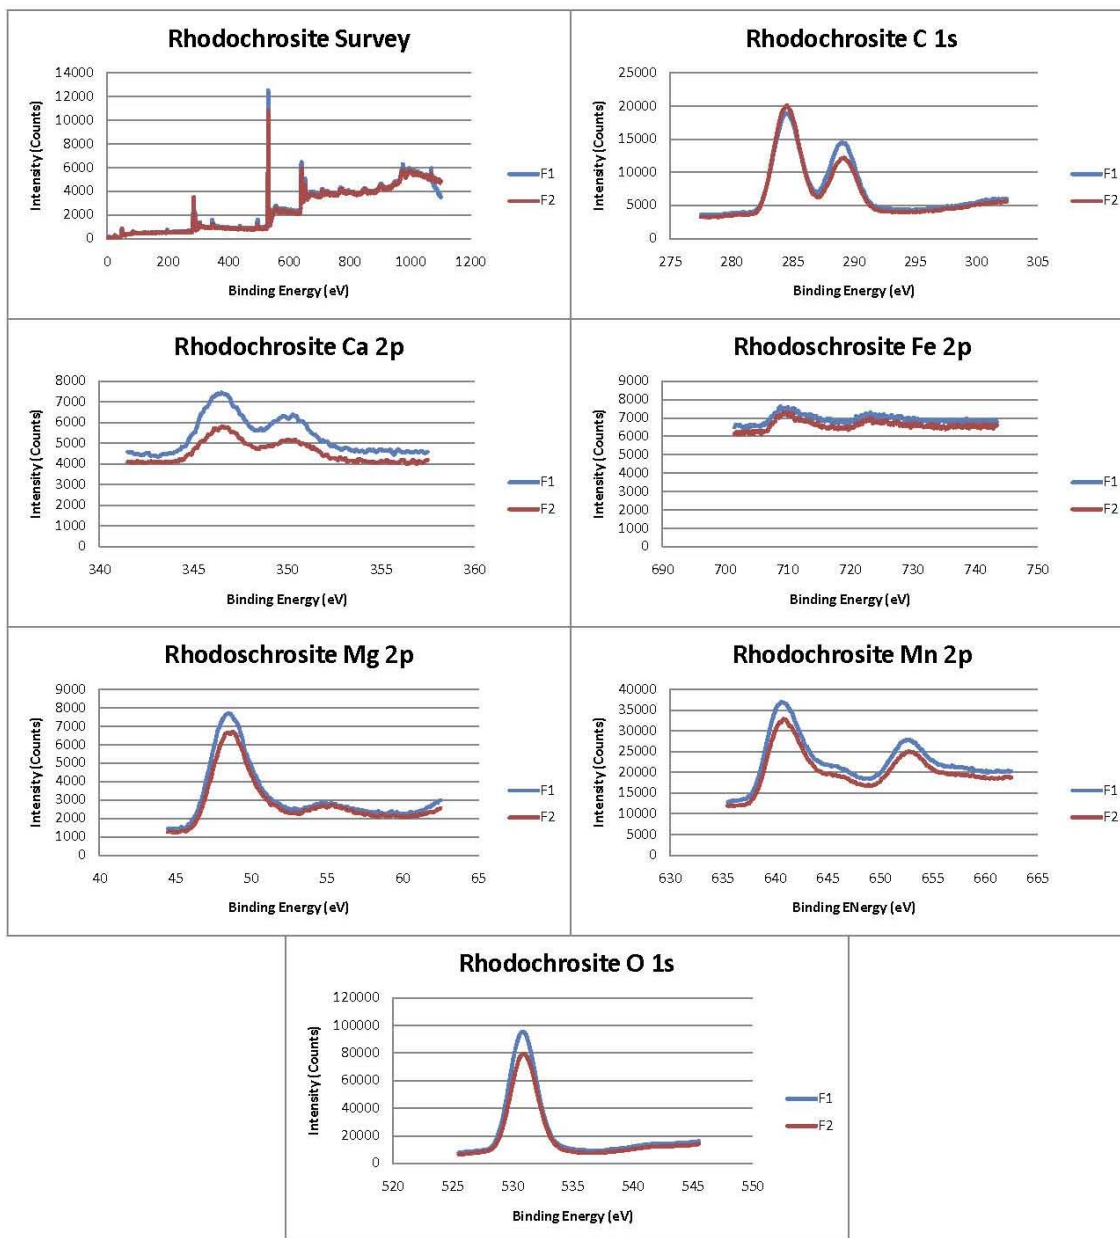 Rhodochrosite Survey
Intensity (Counts)
14000
12000
10000
8000
6000
4000
2000
0
0 200 400 600 800 1000 1200
Binding Energy (eV)
F1
F2
Rhodochrosite C 1s
Intensity (Counts)
25000
20000
15000
10000
5000
0
275 280 285 290 295 300 305
Binding Energy (eV)
F1
F2
Rhodochrosite Ca 2p
Intensity (Counts)
8000
7000
6000
5000
4000
3000
2000
1000
0
340 345 350 355 360
Binding Energy (eV)
F1
F2
Rhodoschrosite Fe 2p
Intensity (Counts)
9000
8000
7000
6000
5000
4000
3000
2000
1000
0
690 700 710 720 730 740 750
Binding Energy (eV)
F1
F2
Rhodoschrosite Mg 2p
Intensity (Counts)
9000
8000
7000
6000
5000
4000
3000
2000
1000
0
40 45 50 55 60 65
Binding Energy (eV)
F1
F2
Rhodochrosite Mn 2p
Intensity (Counts)
40000
35000
30000
25000
20000
15000
10000
5000
0
630 635 640 645 650 655 660 665
Binding ENergy (eV)
F1
F2
Rhodochrosite O 1s
Intensity (Counts)
120000
100000
80000
60000
40000
20000
0
520 525 530 535 540 545 550
Binding Energy (eV)
F1
F2